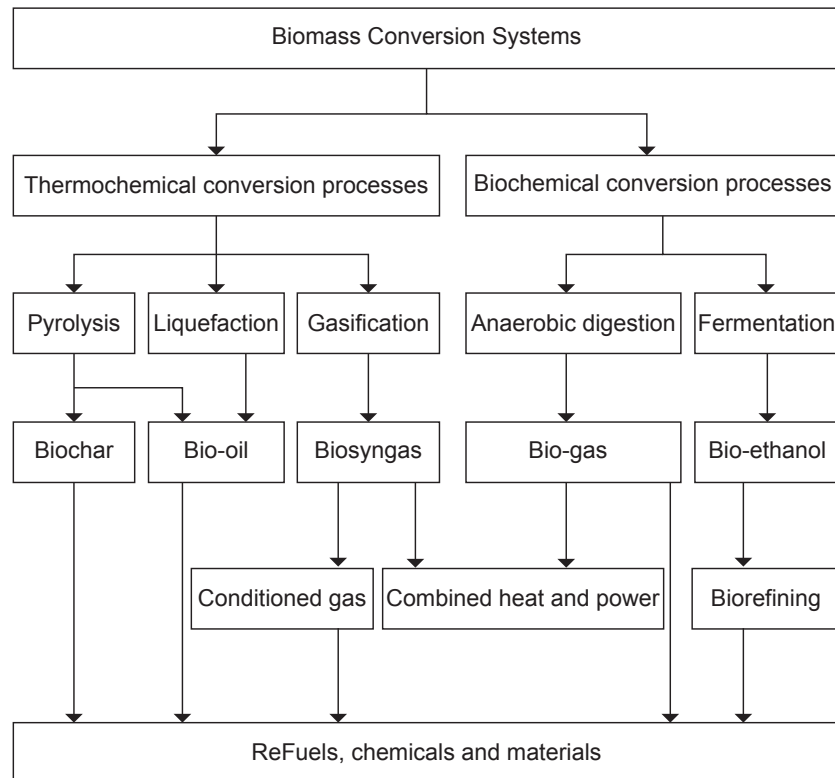 Biomass Conversion Systems
Thermochemical conversion processes
Biochemical conversion processes
Pyrolysis
Liquefaction
Gasification
Anaerobic digestion
Fermentation
Biochar
Bio-oil
Biosyngas
Bio-gas
Bio-ethanol
Conditioned gas
Combined heat and power
Biorefining
ReFuels, chemicals and materials